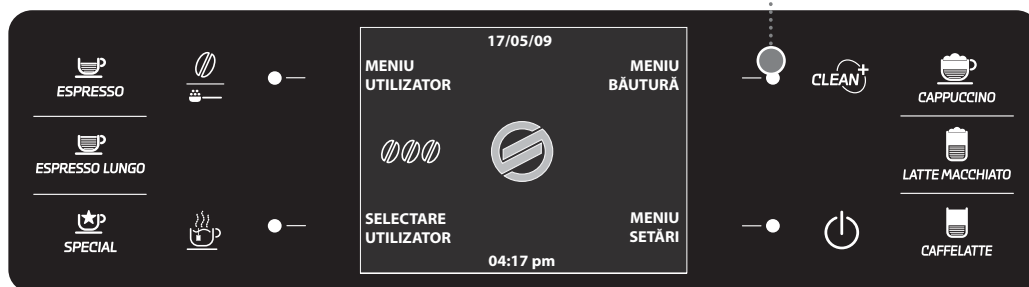 17/05/09
MENIU
UTILIZATOR
MENIU
BĂUTURĂ
SELECTARE
UTILIZATOR
MENIU
SETĂRI
04:17 pm
ESPRESSO
ESPRESSO LUNGO
SPECIAL
CLEAN+
CAPPUCCINO
LATTE MACCHIATO
CAFFELATTE